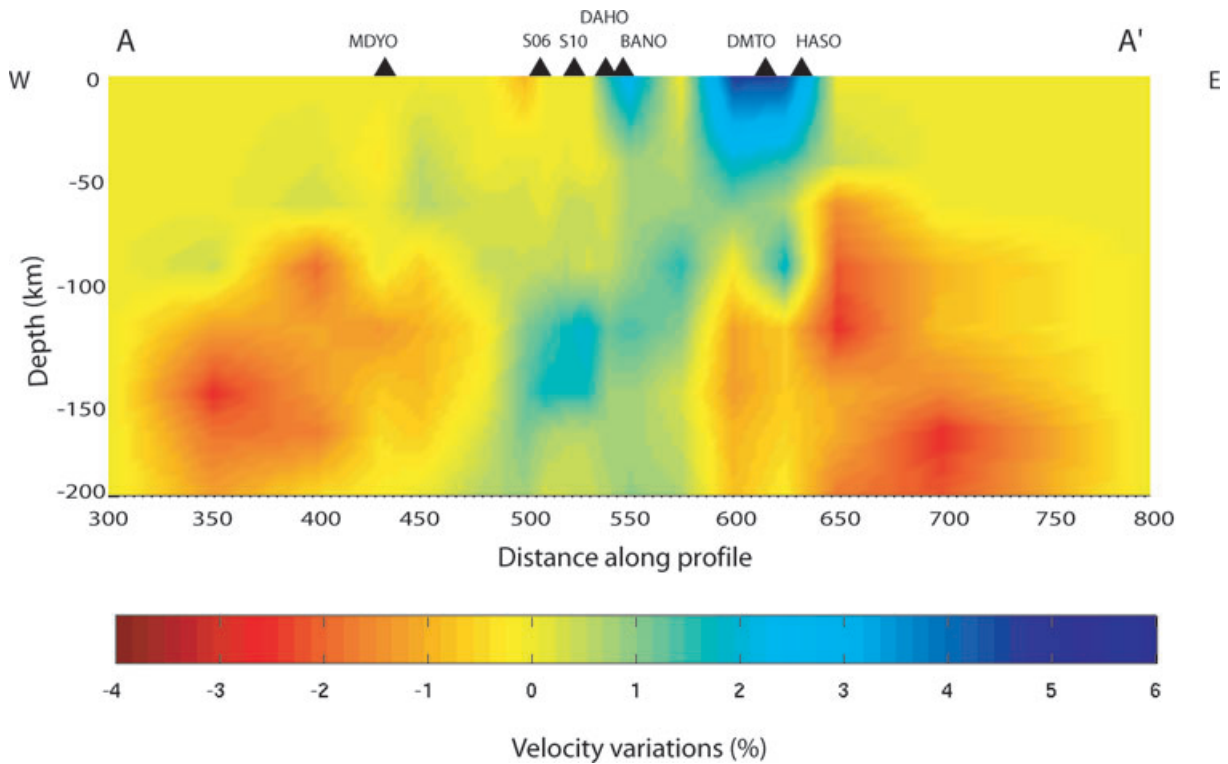 DAHO
A MDYO S06 S10 BANO DMTO HASO A'
W E
0
-50
-100
-150
-200
Depth (km)
300 350 400 450 500 550 600 650 700 750 800
Distance along profile
-4 -3 -2 -1 0 1 2 3 4 5 6
Velocity variations (%)